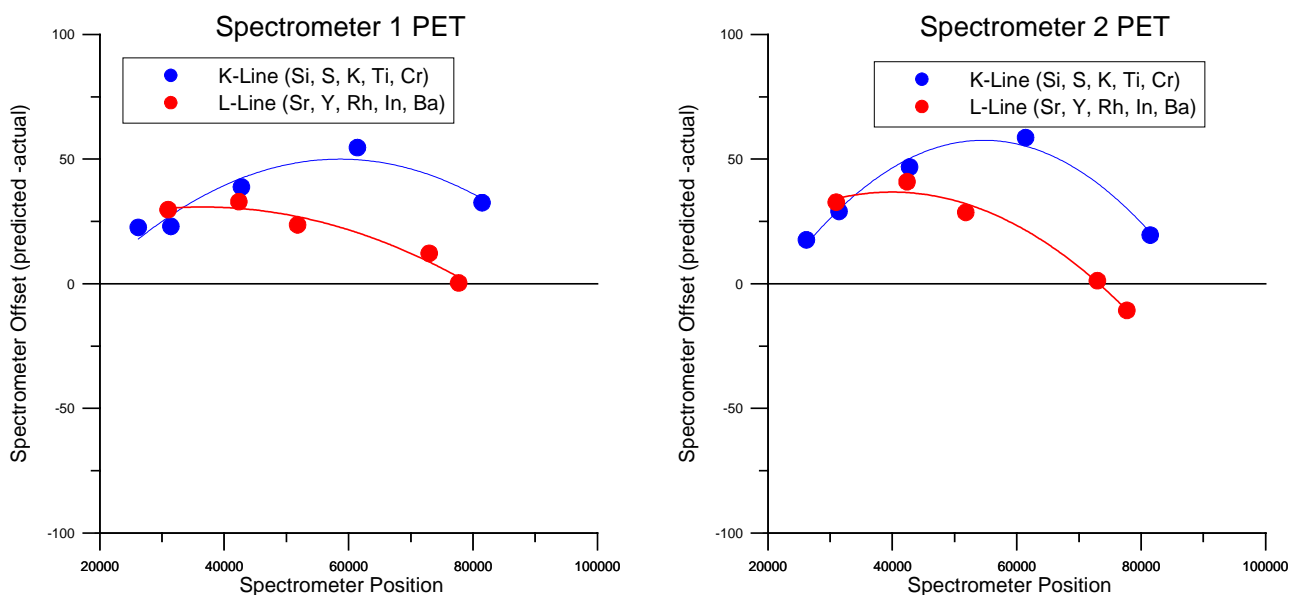 Spectrometer 1 PET
K-Line (Si, S, K, Ti, Cr)
L-Line (Sr, Y, Rh, In, Ba)
Spectrometer Offset (predicted -actual)
100
50
0
-50
-100
20000 40000 60000 80000 100000
Spectrometer Position
Spectrometer 2 PET
K-Line (Si, S, K, Ti, Cr)
L-Line (Sr, Y, Rh, In, Ba)
Spectrometer Offset (predicted -actual)
100
50
0
-50
-100
20000 40000 60000 80000 100000
Spectrometer Position